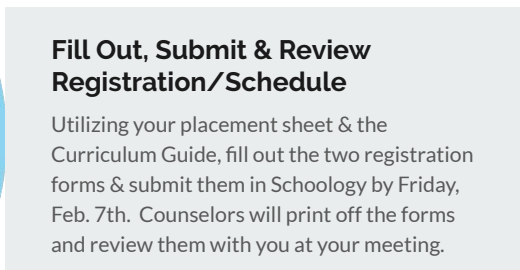 Fill Out, Submit & Review
Registration/Schedule
Utilizing your placement sheet & the
Curriculum Guide, fill out the two registration
forms & submit them in Schoology by Friday,
Feb. 7th.  Counselors will print off the forms
and review them with you at your meeting.